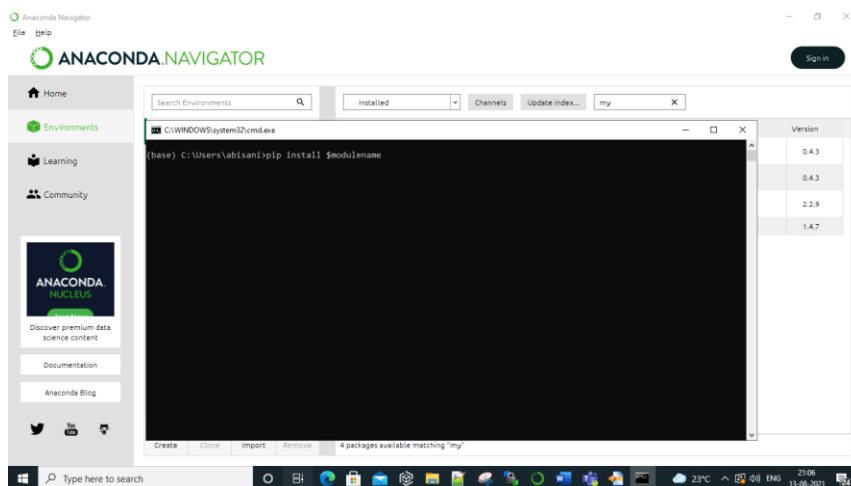 Anaconda Navigator
File Help
ANACONDA.NAVIGATOR
Sign in
Home
Environments
Learning
Community
Search Environments
Installed
Channels
Update index...
my
C:\WINDOWS\system32\cmd.exe
(base) C:\Users\abisani>pip install $modulename
Version
0.4.3
0.4.3
2.2.9
1.4.7
ANACONDA.
NUCLEUS
Discover premium data
science content
Documentation
Anaconda Blog
You
Tube
Create Clone Import Remove
4 packages available matching "my"
Type here to search
23°C
ENG
21:06
13-08-2021